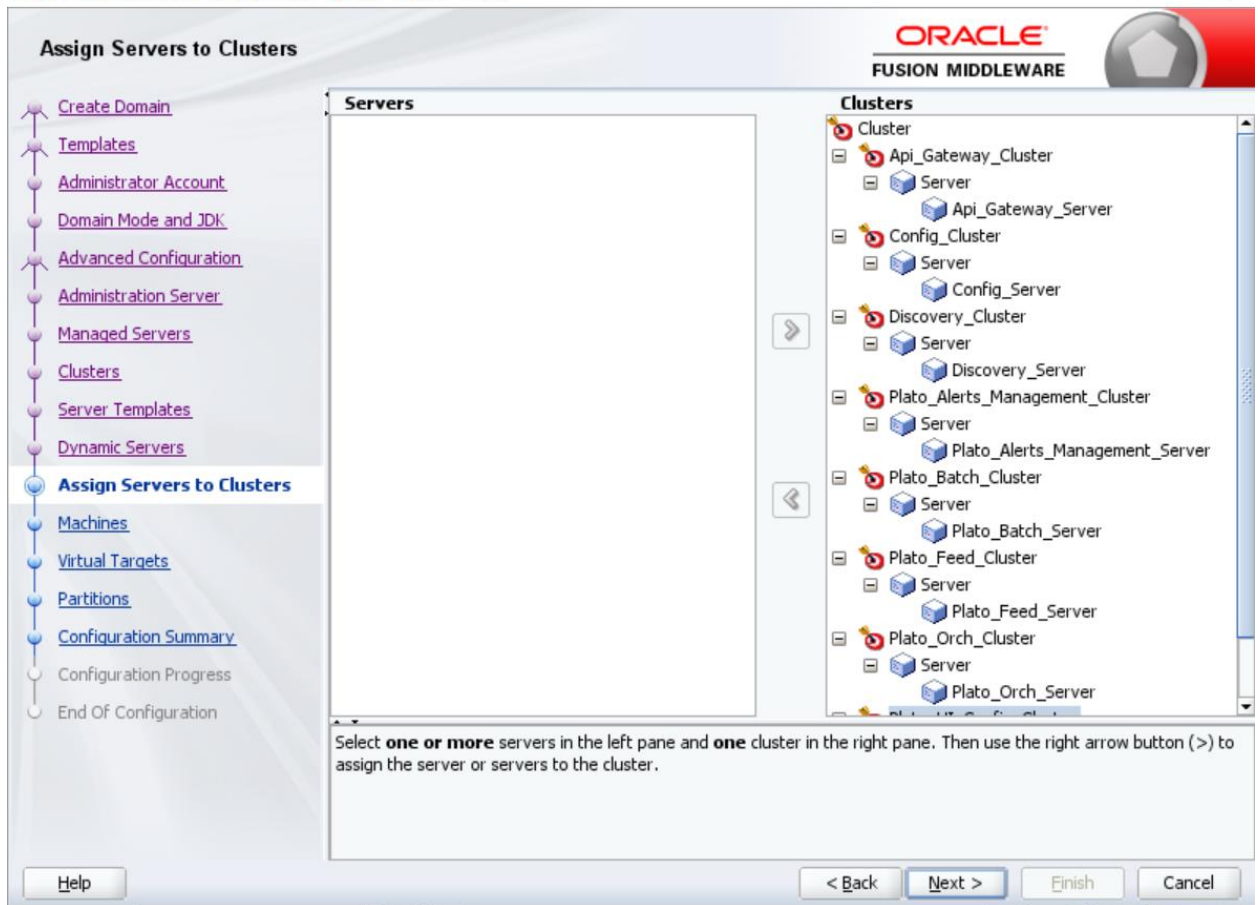 Assign Servers to Clusters
ORACLE
FUSION MIDDLEWARE
Create Domain
Templates
Administrator Account
Domain Mode and JDK
Advanced Configuration
Administration Server
Managed Servers
Clusters
Server Templates
Dynamic Servers
Assign Servers to Clusters
Machines
Virtual Targets
Partitions
Configuration Summary
Configuration Progress
End Of Configuration
Servers
Clusters
Cluster
Api_Gateway_Cluster
Server
Api_Gateway_Server
Config_Cluster
Server
Config_Server
Discovery_Cluster
Server
Discovery_Server
Plato_Alerts_Management_Cluster
Server
Plato_Alerts_Management_Server
Plato_Batch_Cluster
Server
Plato_Batch_Server
Plato_Feed_Cluster
Server
Plato_Feed_Server
Plato_Orch_Cluster
Server
Plato_Orch_Server
Select one or more servers in the left pane and one cluster in the right pane. Then use the right arrow button (>) to
assign the server or servers to the cluster.
Help
< Back
Next >
Finish
Cancel